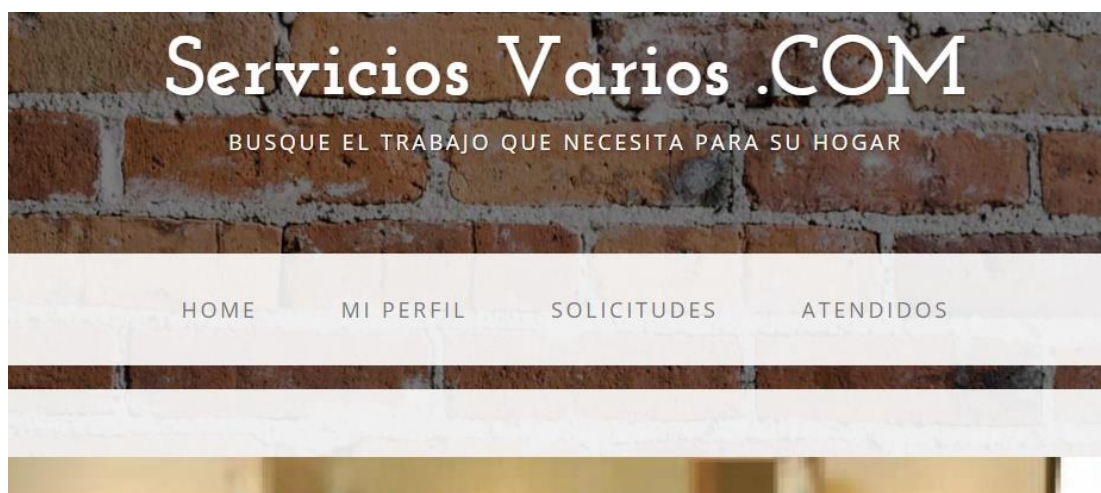 Servicios Varios .COM
BUSQUE EL TRABAJO QUE NECESITA PARA SU HOGAR
HOME MI PERFIL SOLICITUDES ATENDIDOS